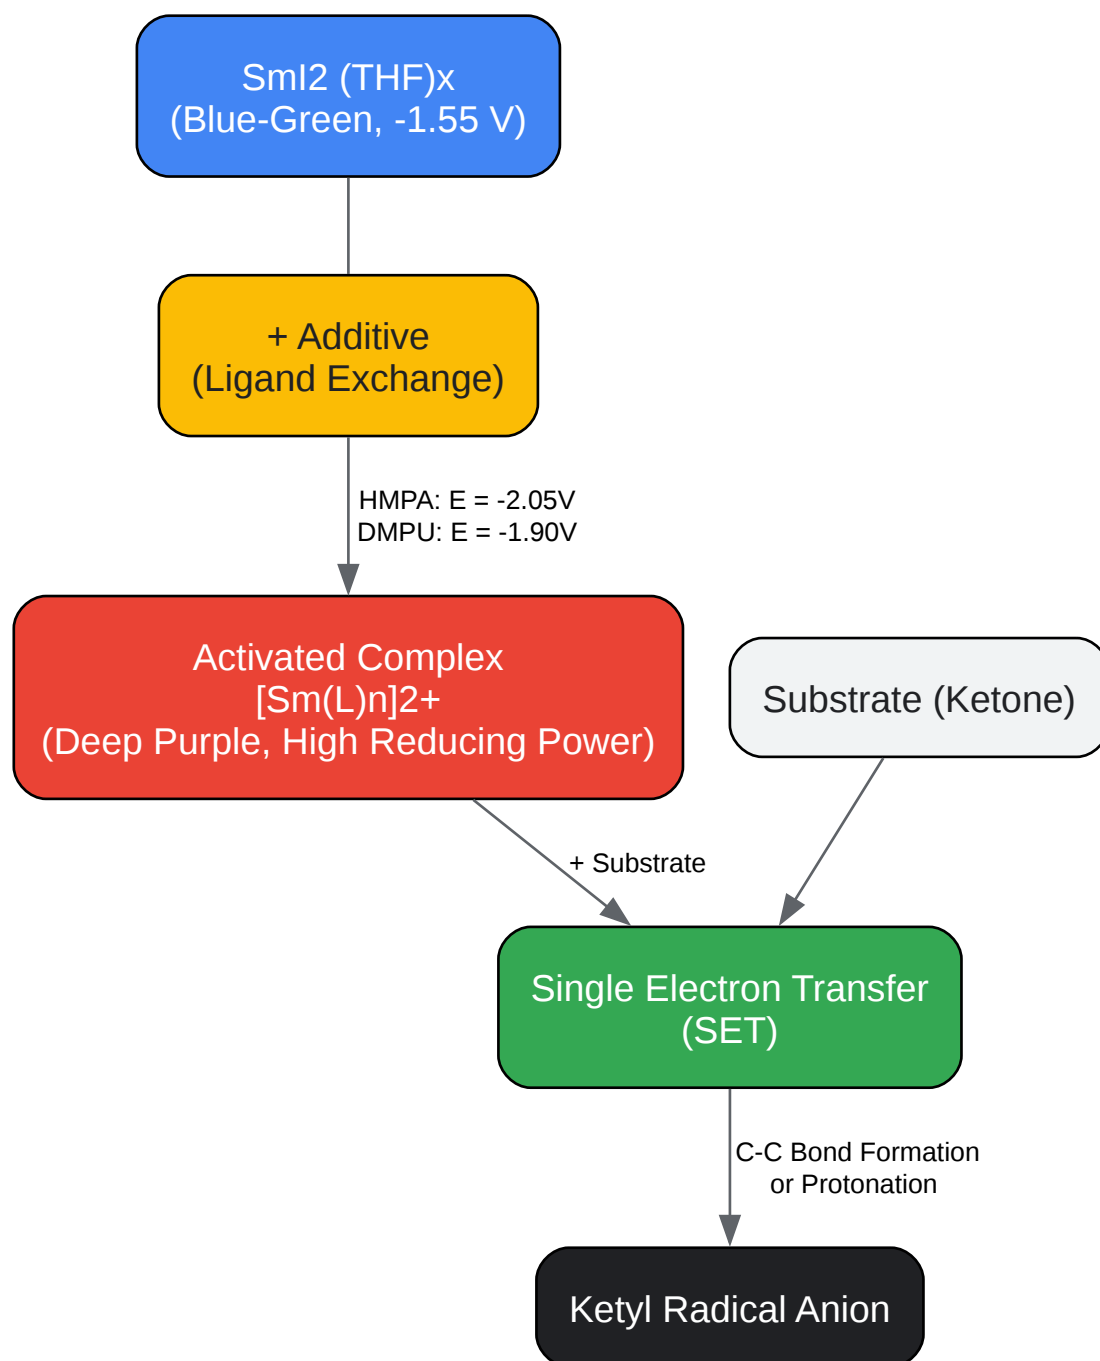 SmI2 (THF)x
(Blue-Green, -1.55 V)
+ Additive
(Ligand Exchange)
HMPA: E = -2.05V
DMPU: E = -1.90V
Activated Complex
[Sm(L)n]2+
(Deep Purple, High Reducing Power)
Substrate (Ketone)
+ Substrate
Single Electron Transfer
(SET)
C-C Bond Formation
or Protonation
Ketyl Radical Anion